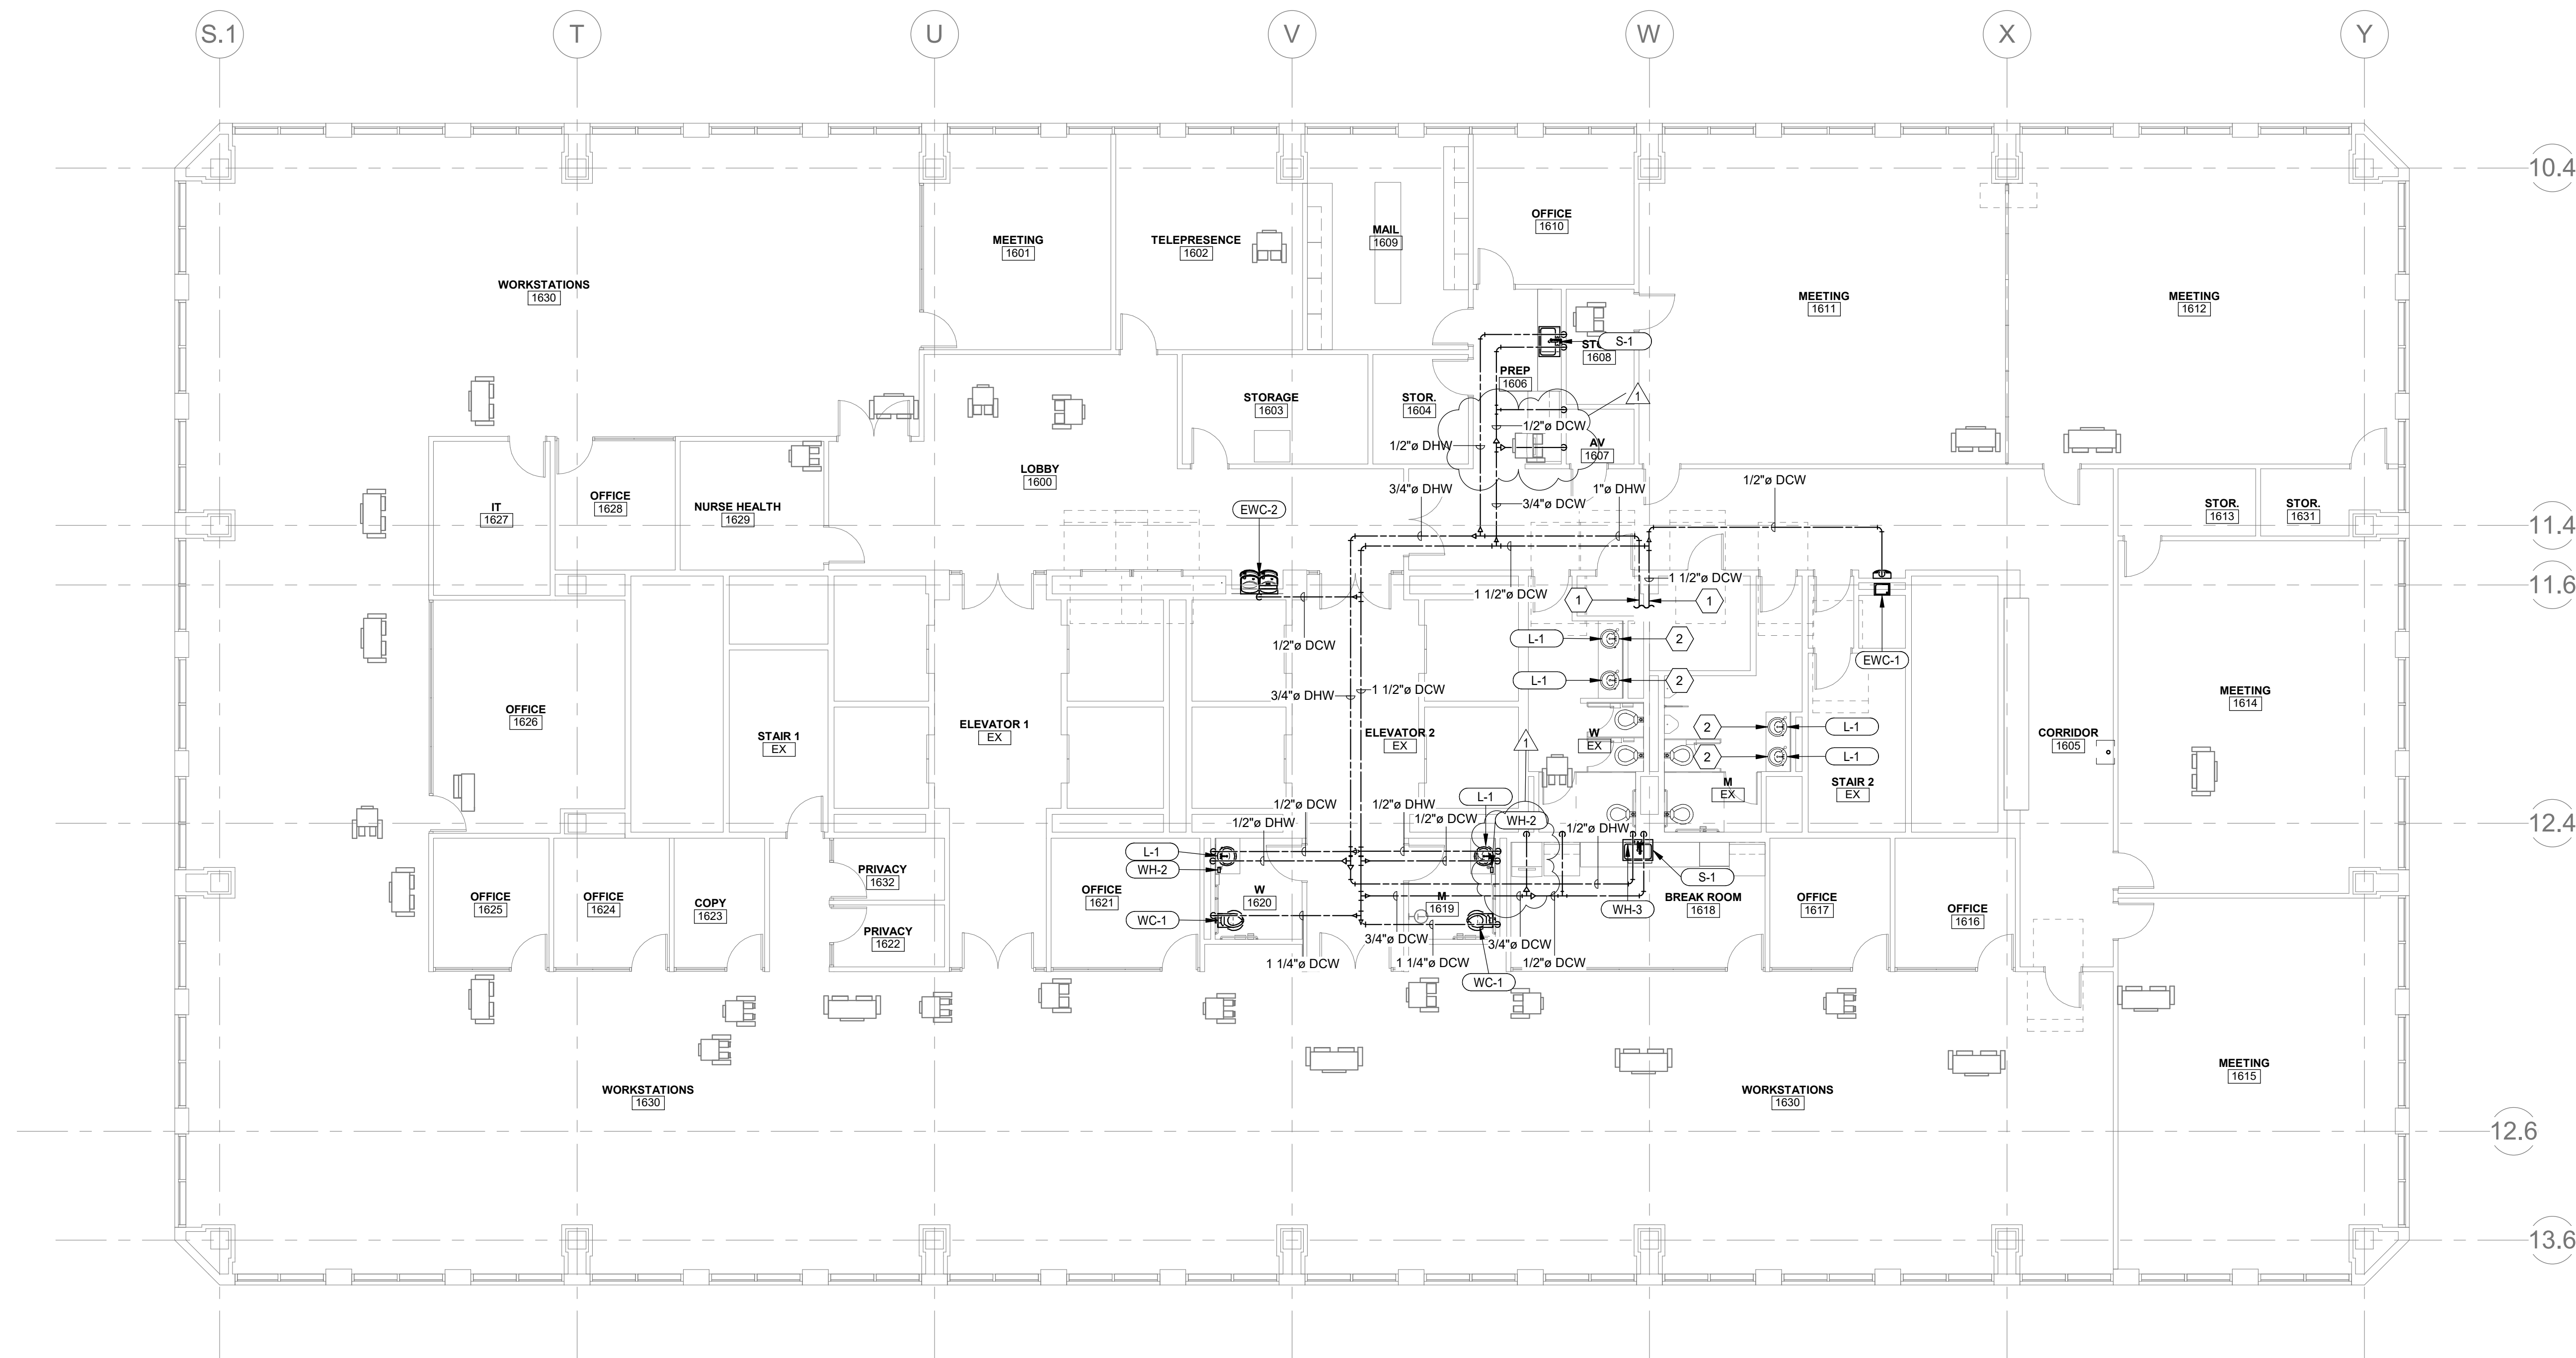 S.1
T
U
V
W
X
Y
10.4
11.4
11.6
12.4
12.6
13.6
WORKSTATIONS
1630
MEETING
1601
TELEPRESENCE
1602
MAIL
1609
OFFICE
1610
MEETING
1611
MEETING
1612
S-1
1608
PREP
1606
STORAGE
1603
STOR.
1604
1
1/2"ø DCW
1/2"ø DHW
AV
1607
LOBBY
1600
IT
1627
OFFICE
1628
NURSE HEALTH
1629
3/4"ø DHW
1"ø DHW
1/2"ø DCW
3/4"ø DCW
EWC-2
STOR.
1613
STOR.
1631
1 1/2"ø DCW
1 1/2"ø DCW
1
1
1/2"ø DCW
L-1
2
L-1
2
EWC-1
3/4"ø DHW
1 1/2"ø DCW
OFFICE
1626
STAIR 1
EX
ELEVATOR 1
EX
ELEVATOR 2
EX
1
W
EX
2
L-1
2
L-1
M
EX
STAIR 2
EX
CORRIDOR
1605
MEETING
1614
L-1
1/2"ø DCW
1/2"ø DHW
1/2"ø DHW
1/2"ø DCW
WH-2
1/2"ø DHW
L-1
WH-2
WC-1
W
1620
M
1619
S-1
WH-3
BREAK ROOM
1618
OFFICE
1617
OFFICE
1616
OFFICE
1625
OFFICE
1624
COPY
1623
PRIVACY
1632
PRIVACY
1622
OFFICE
1621
3/4"ø DCW
3/4"ø DCW
1 1/4"ø DCW
1 1/4"ø DCW
1/2"ø DCW
WC-1
WORKSTATIONS
1630
WORKSTATIONS
1630
MEETING
1615